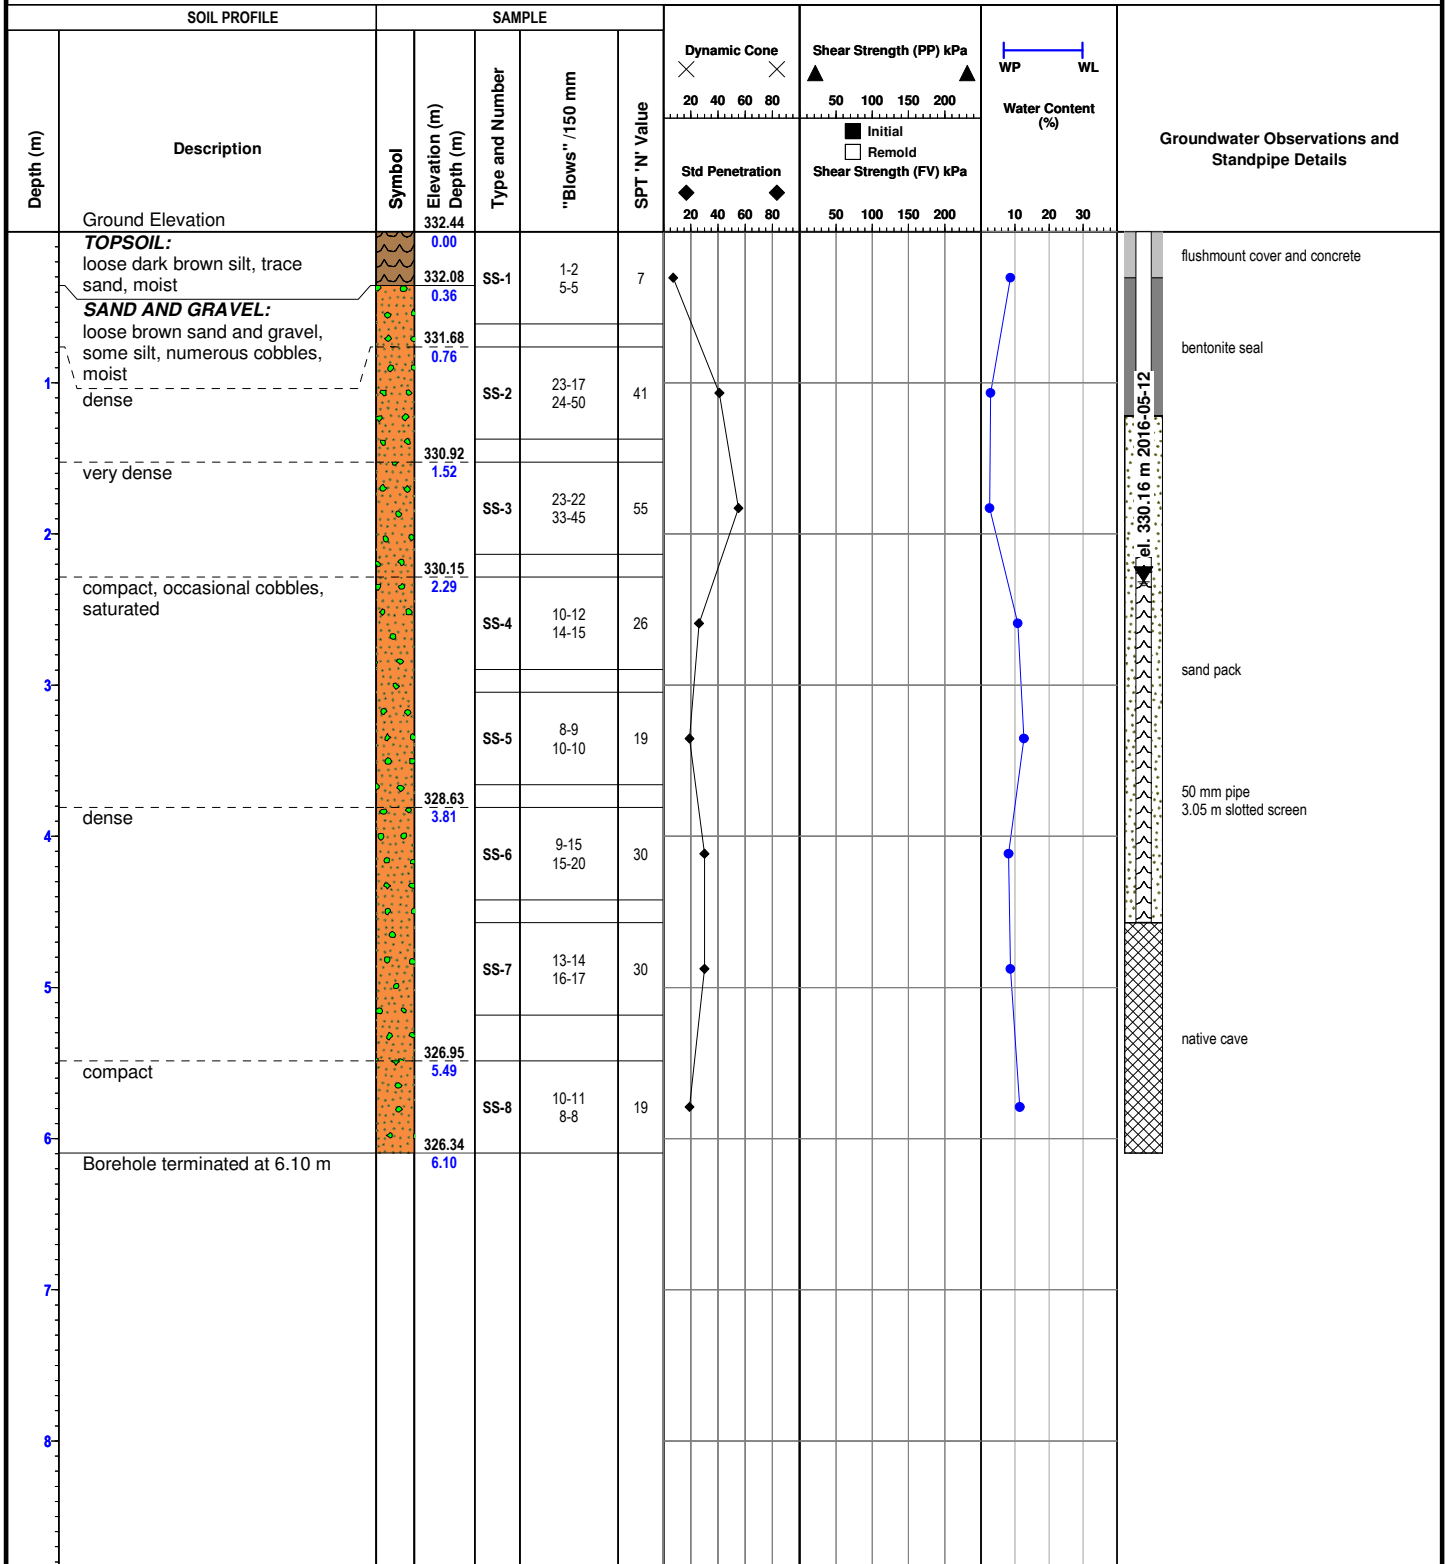 SOIL PROFILE
SAMPLE
Depth (m)
Description
Symbol
Elevation (m)
Depth (m)
Type and Number
"Blows" /150 mm
SPT 'N' Value
Dynamic Cone
20 40 60 80
Std Penetration
20 40 60 80
Shear Strength (PP) kPa
50 100 150 200
Initial
Remold
Shear Strength (FV) kPa
50 100 150 200
WP WL
Water Content
(%)
10 20 30
Groundwater Observations and
Standpipe Details
Ground Elevation
332.44
0.00
TOPSOIL:
loose dark brown silt, trace
sand, moist
332.08
0.36
SS-1
1-2
5-5
7
flushmount cover and concrete
SAND AND GRAVEL:
loose brown sand and gravel,
some silt, numerous cobbles,
moist
331.68
0.76
bentonite seal
1
dense
SS-2
23-17
24-50
41
330.92
1.52
very dense
SS-3
23-22
33-45
55
el. 330.16 m 2016-05-12
2
330.15
2.29
compact, occasional cobbles,
saturated
SS-4
10-12
14-15
26
sand pack
3
SS-5
8-9
10-10
19
328.63
3.81
50 mm pipe
3.05 m slotted screen
dense
4
SS-6
9-15
15-20
30
SS-7
13-14
16-17
30
5
native cave
326.95
5.49
compact
SS-8
10-11
8-8
19
6
326.34
6.10
Borehole terminated at 6.10 m
7
8